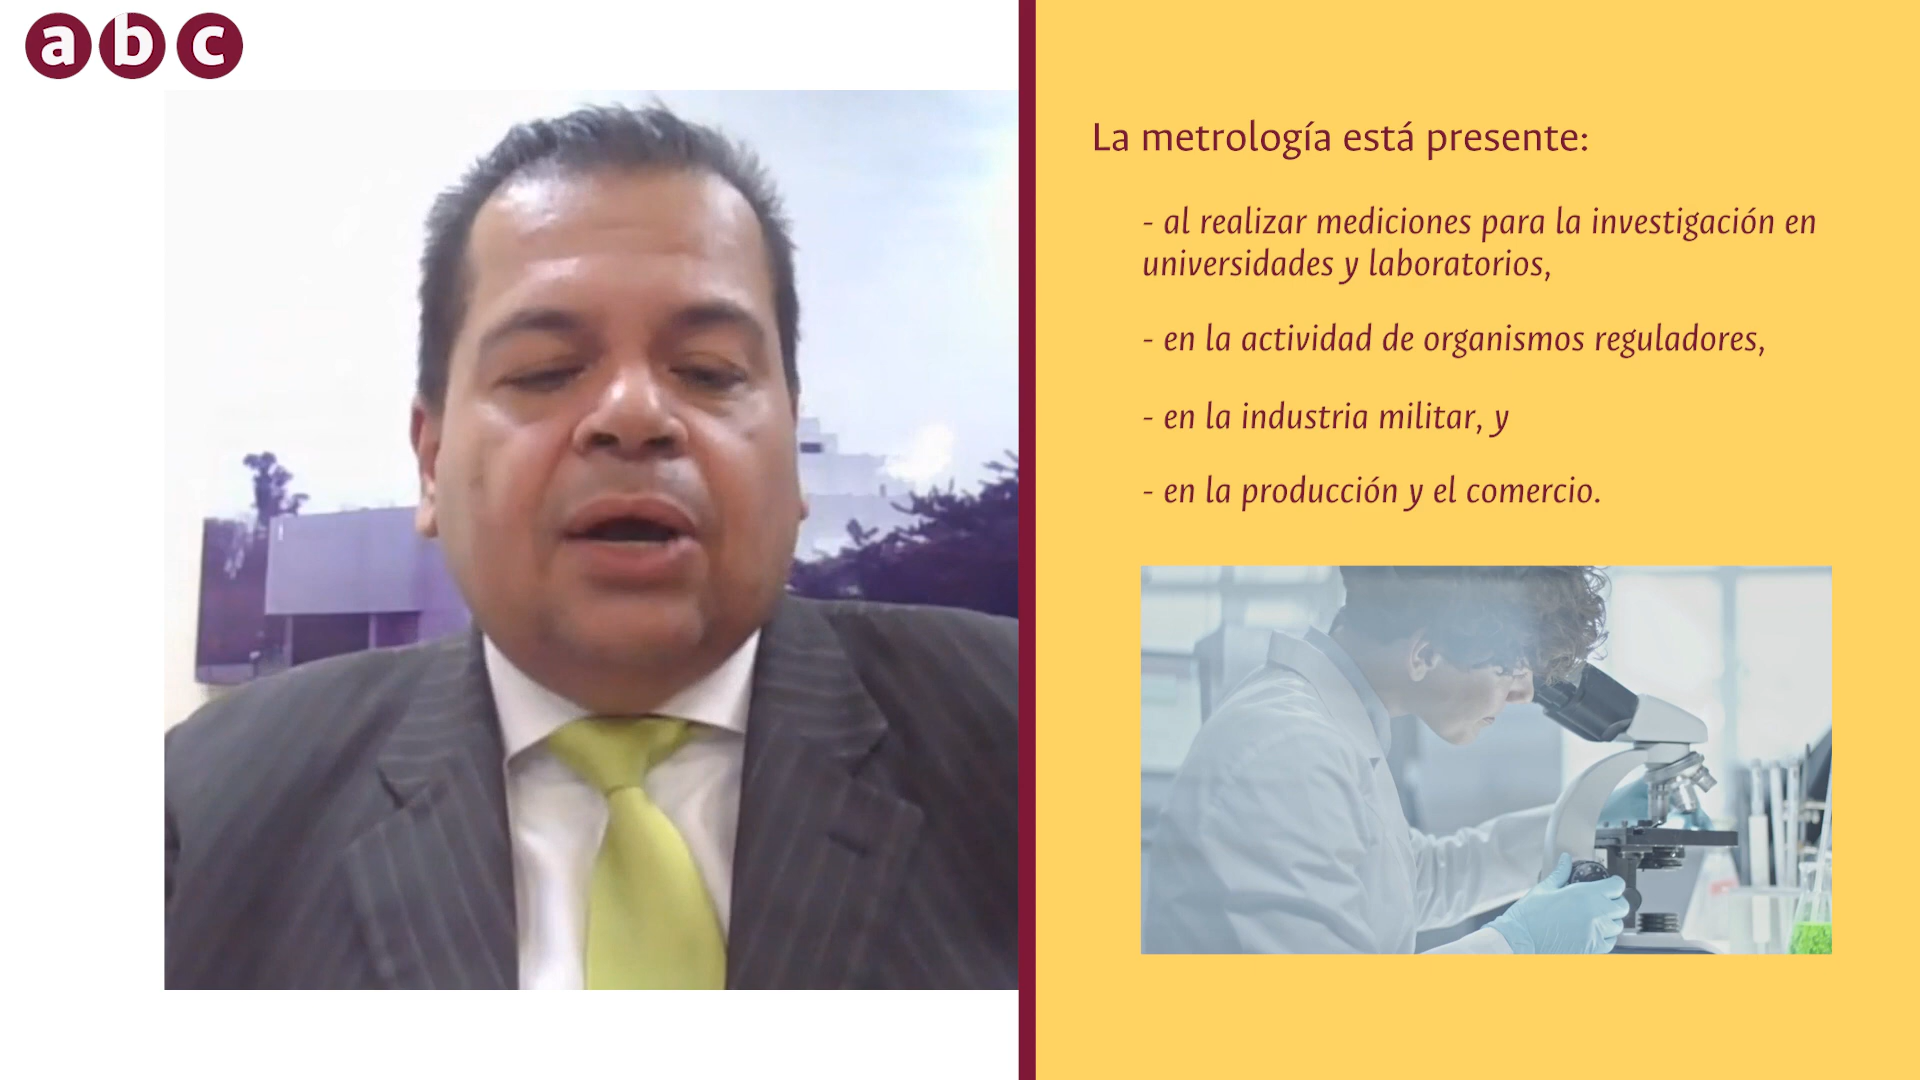 abc
La metrología está presente:
- al realizar mediciones para la investigación en
universidades y laboratorios,
- en la actividad de organismos reguladores,
- en la industria militar, y
- en la producción y el comercio.